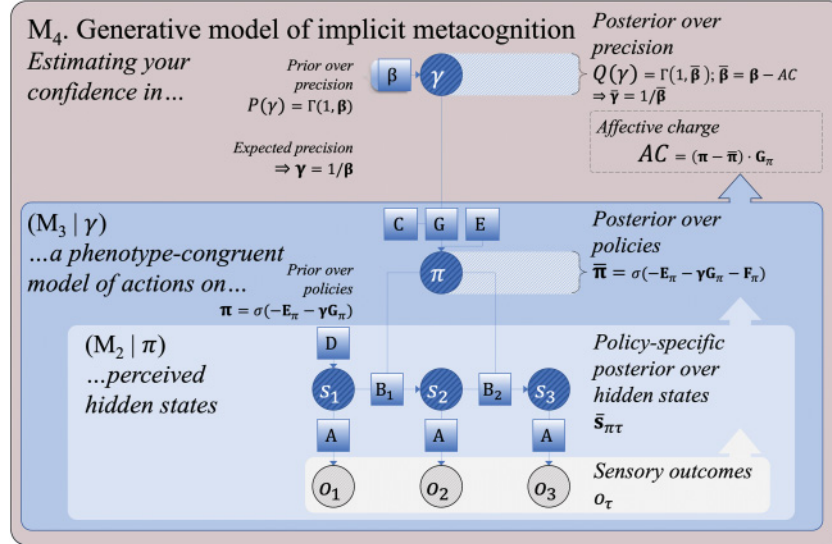 M₄. Generative model of implicit metacognition
Estimating your
confidence in…
Prior over
precision
P(γ) = Γ(1, β)
β
γ
Posterior over
precision
Q(γ) = Γ(1, β̄); β̄ = β − AC
⇒ γ̄ = 1/β̄
Expected precision
⇒ γ = 1/β
Affective charge
AC = (π − π̄) · G_π
(M₃ | γ)
…a phenotype-congruent
model of actions on…
C
G
E
π
Prior over
policies
π = σ(−E_π − γG_π)
Posterior over
policies
π̄ = σ(−E_π − γG_π − F_π)
(M₂ | π)
…perceived
hidden states
D
s₁
B₁
s₂
B₂
s₃
A
A
A
Policy-specific
posterior over
hidden states
s̄_πτ
o₁
o₂
o₃
Sensory outcomes
o_τ